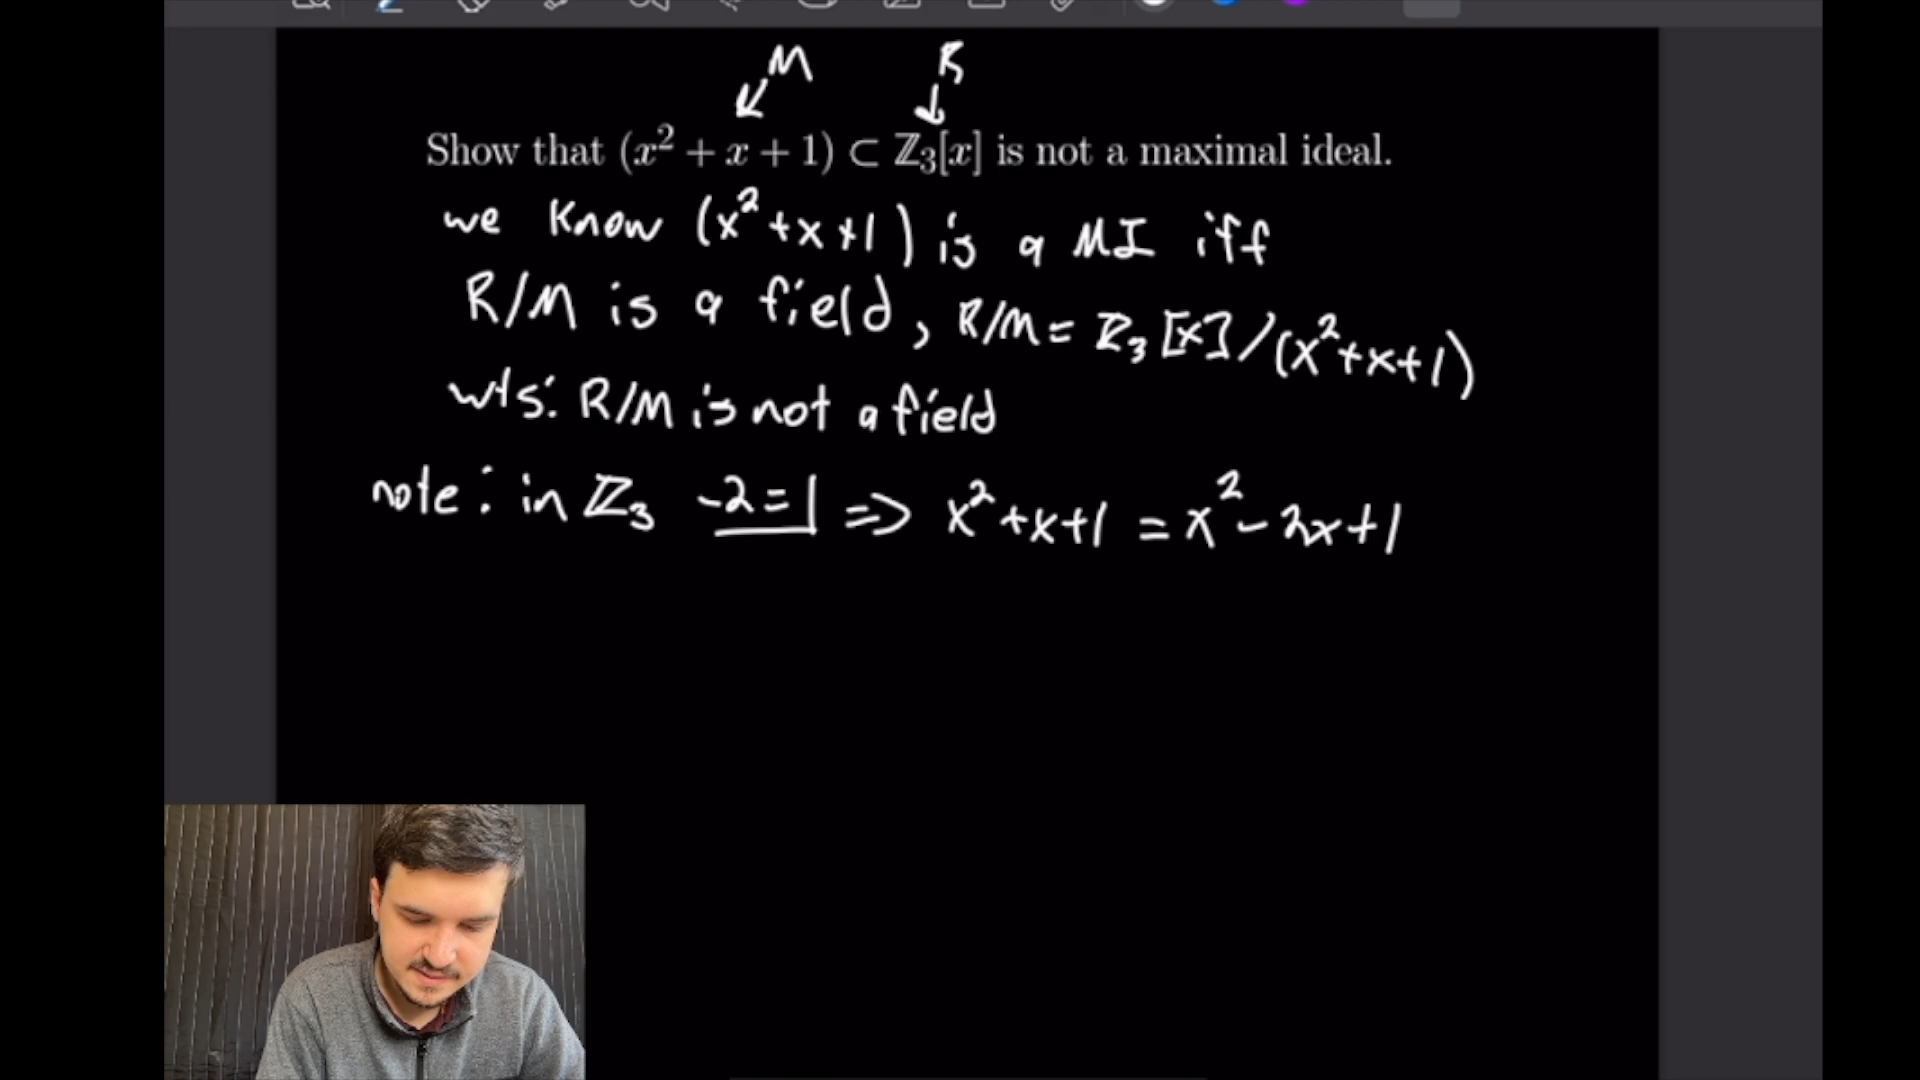 M R
Show that (x² + x + 1) ⊂ ℤ₃[x] is not a maximal ideal.
we know (x²+x+1) is a MI iff
R/M is a field, R/M = ℤ₃[x]/(x²+x+1)
wts: R/M is not a field
note: in ℤ₃ -2=1 => x²+x+1 = x²-2x+1